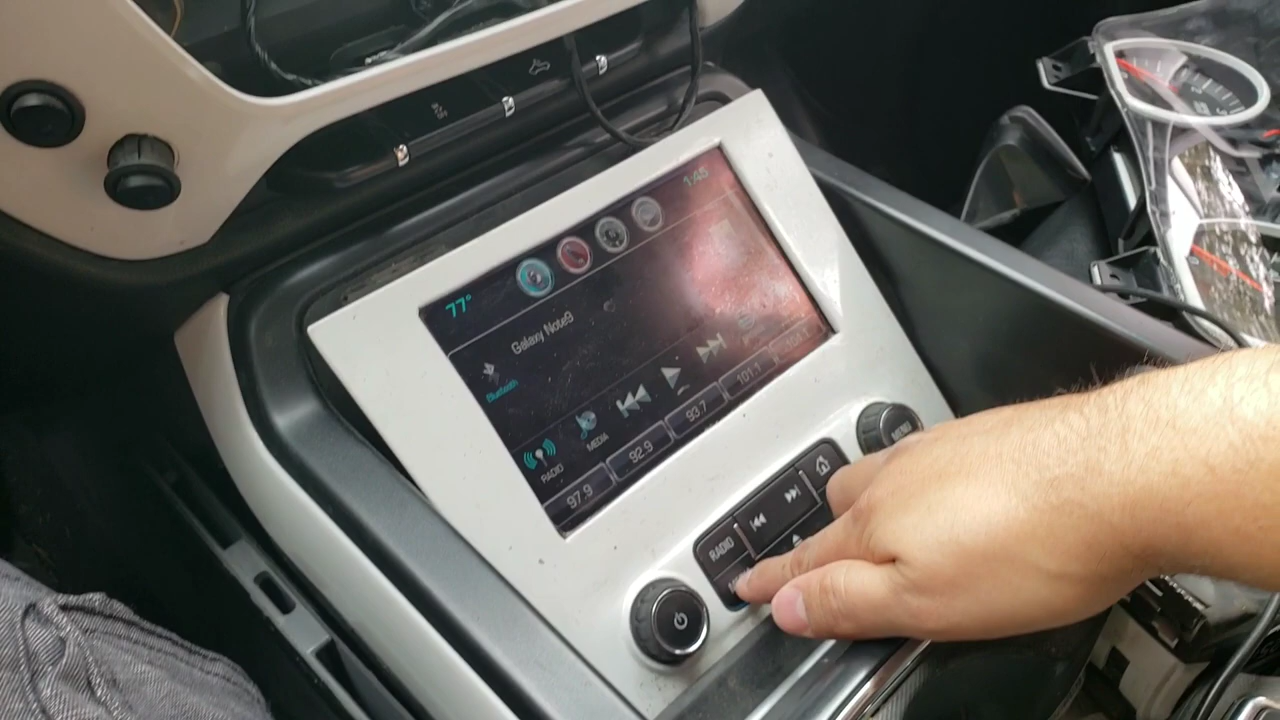 1:45
77°
Galaxy Note9
Bluetooth
RADIO
MEDIA
97.9
92.9
93.7
101.1
RADIO
MENU